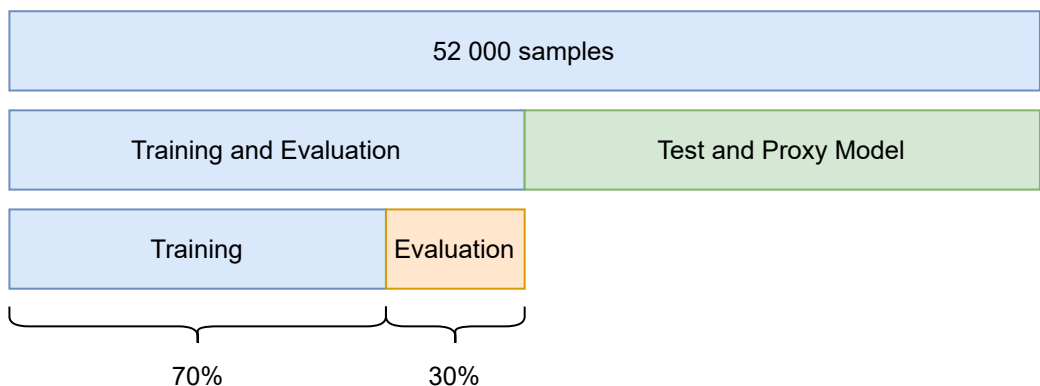 52 000 samples
Training and Evaluation
Test and Proxy Model
Training
Evaluation
70%
30%